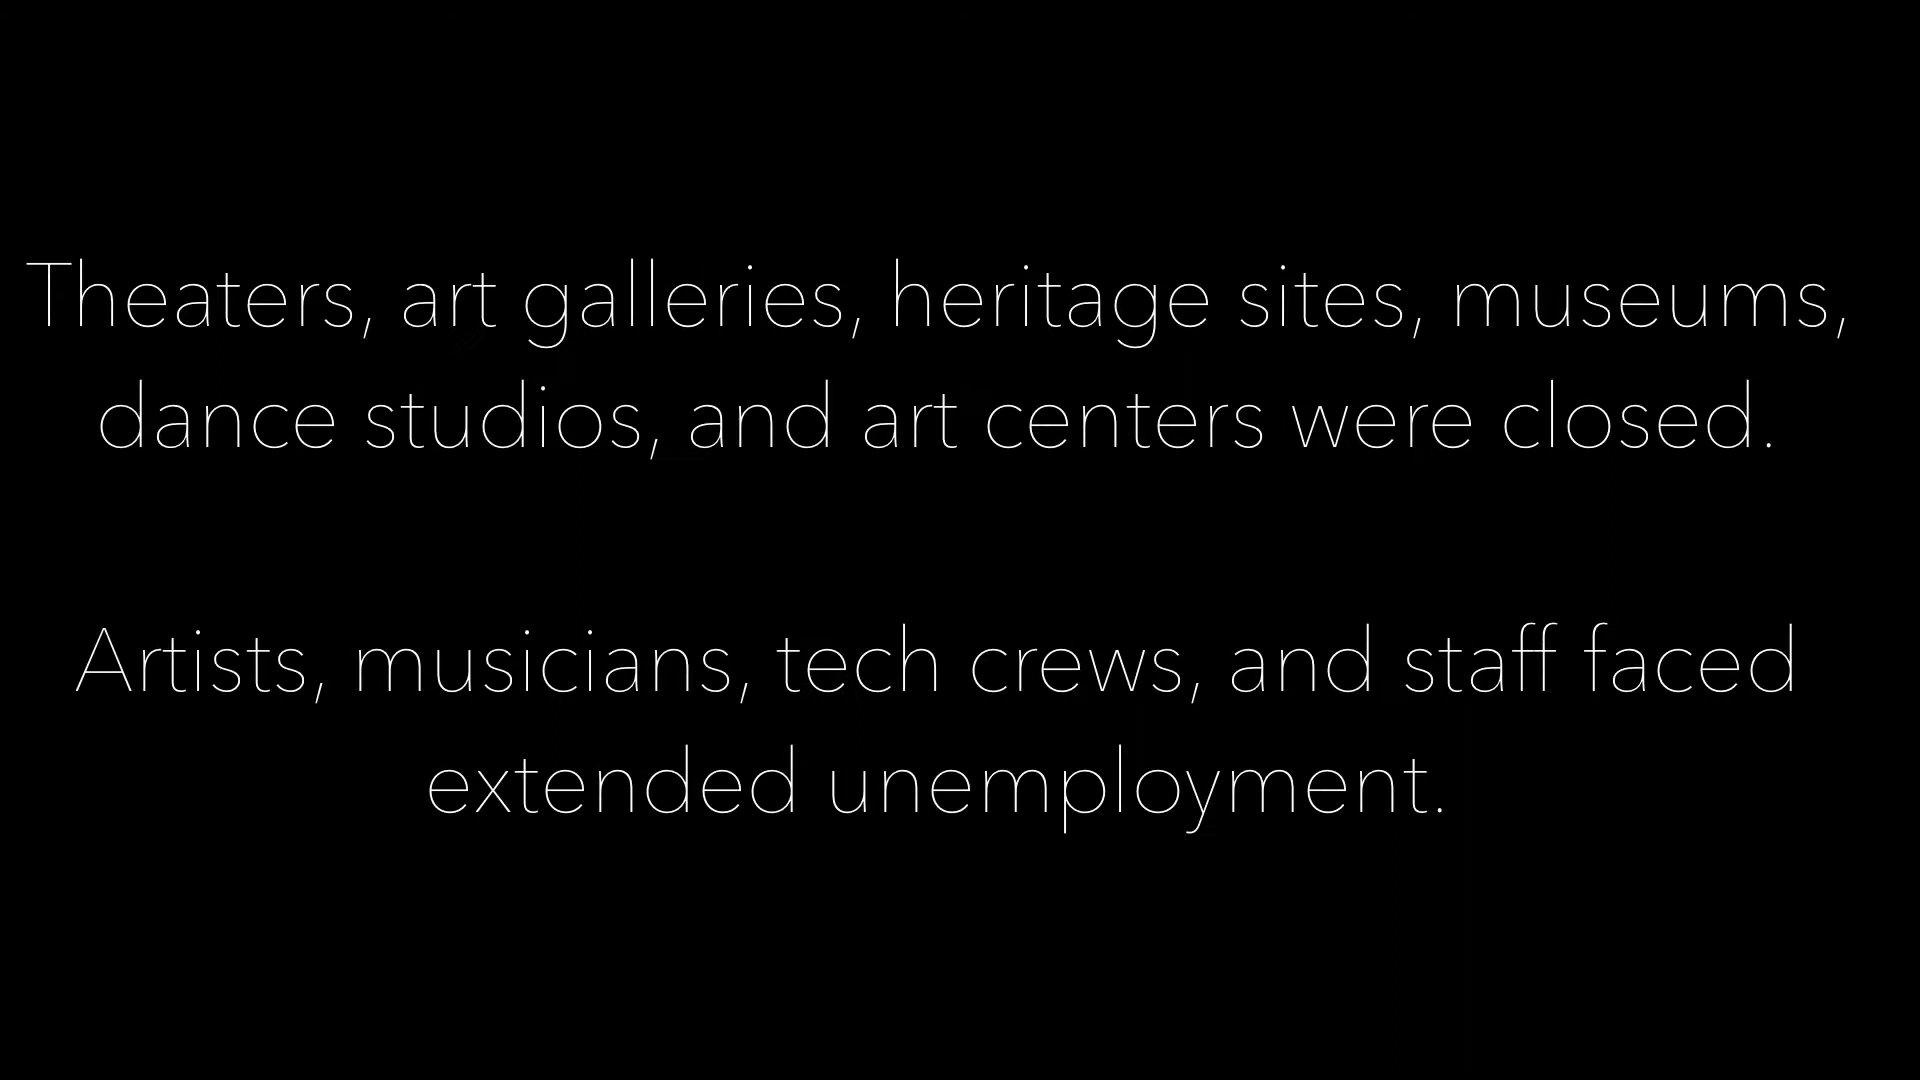 Theaters, art galleries, heritage sites, museums,
dance studios, and art centers were closed.
Artists, musicians, tech crews, and staff faced
extended unemployment.